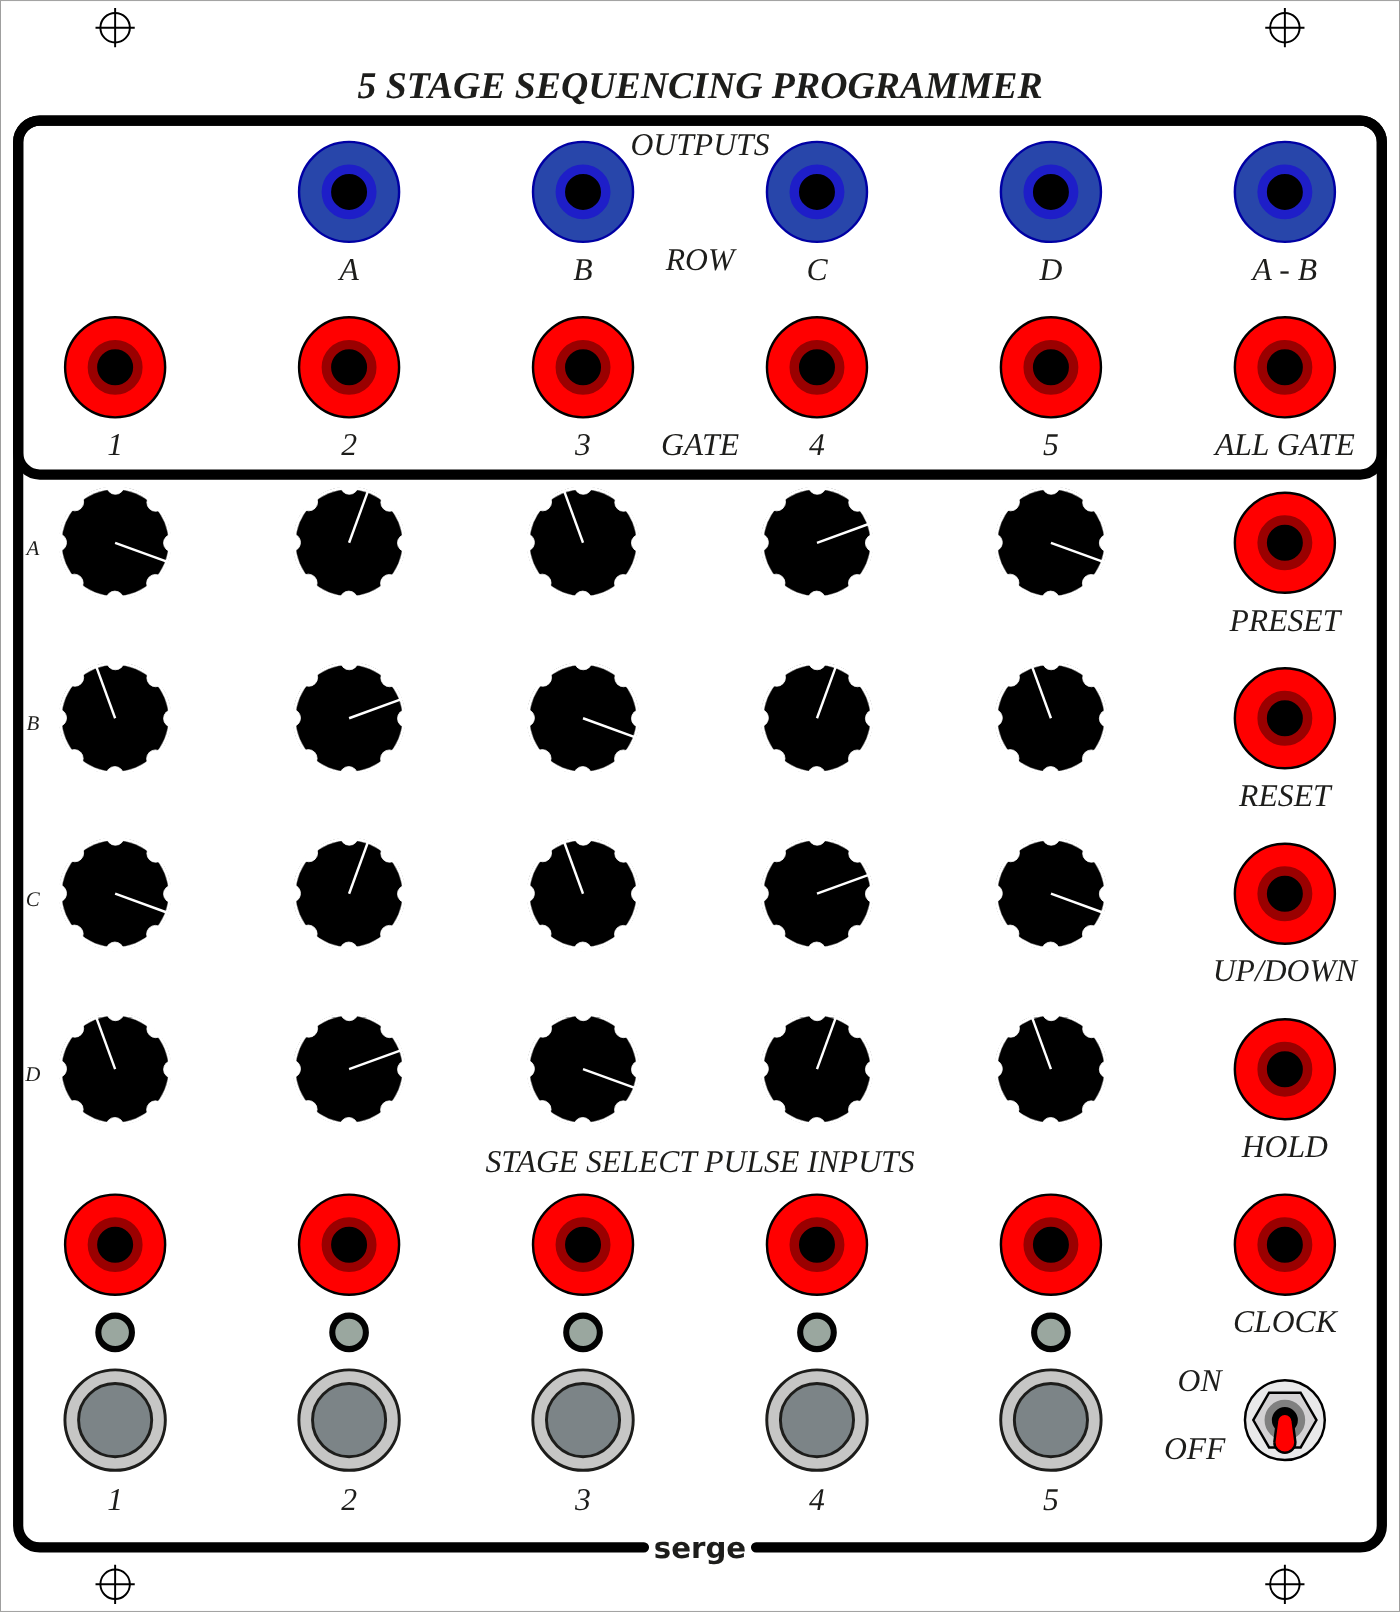 5 STAGE SEQUENCING PROGRAMMER
OUTPUTS
A B ROW C D A - B
1 2 3 GATE 4 5 ALL GATE
A
PRESET
B
RESET
C
UP/DOWN
D
HOLD
STAGE SELECT PULSE INPUTS
CLOCK
ON
OFF
1 2 3 4 5
serge